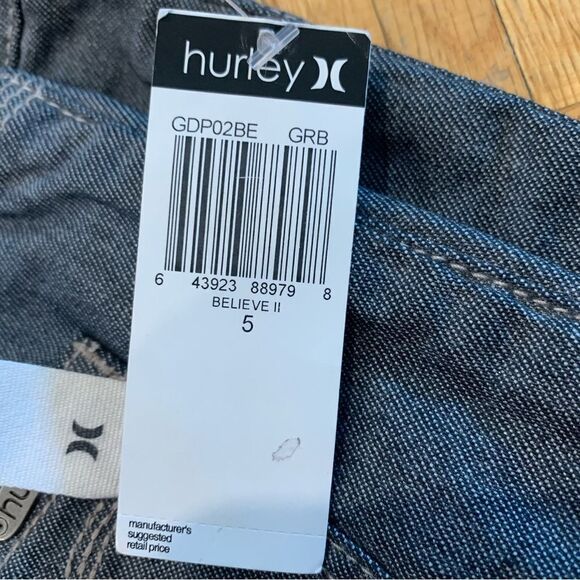 hurley
GDP02BE GRB
6 43923 88979 8
BELIEVE II
5
manufacturer's
suggested
retail price